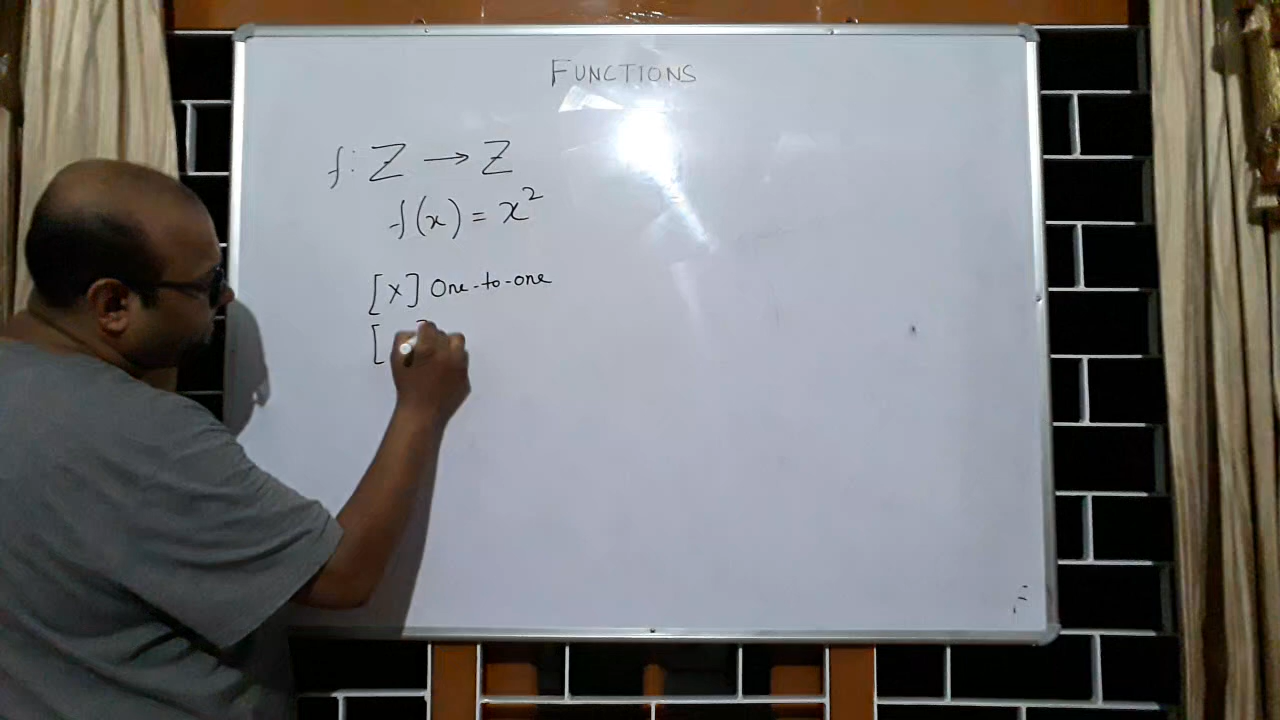 FUNCTIONS
f: Z → Z
f(x) = x²
[X] One-to-one
[